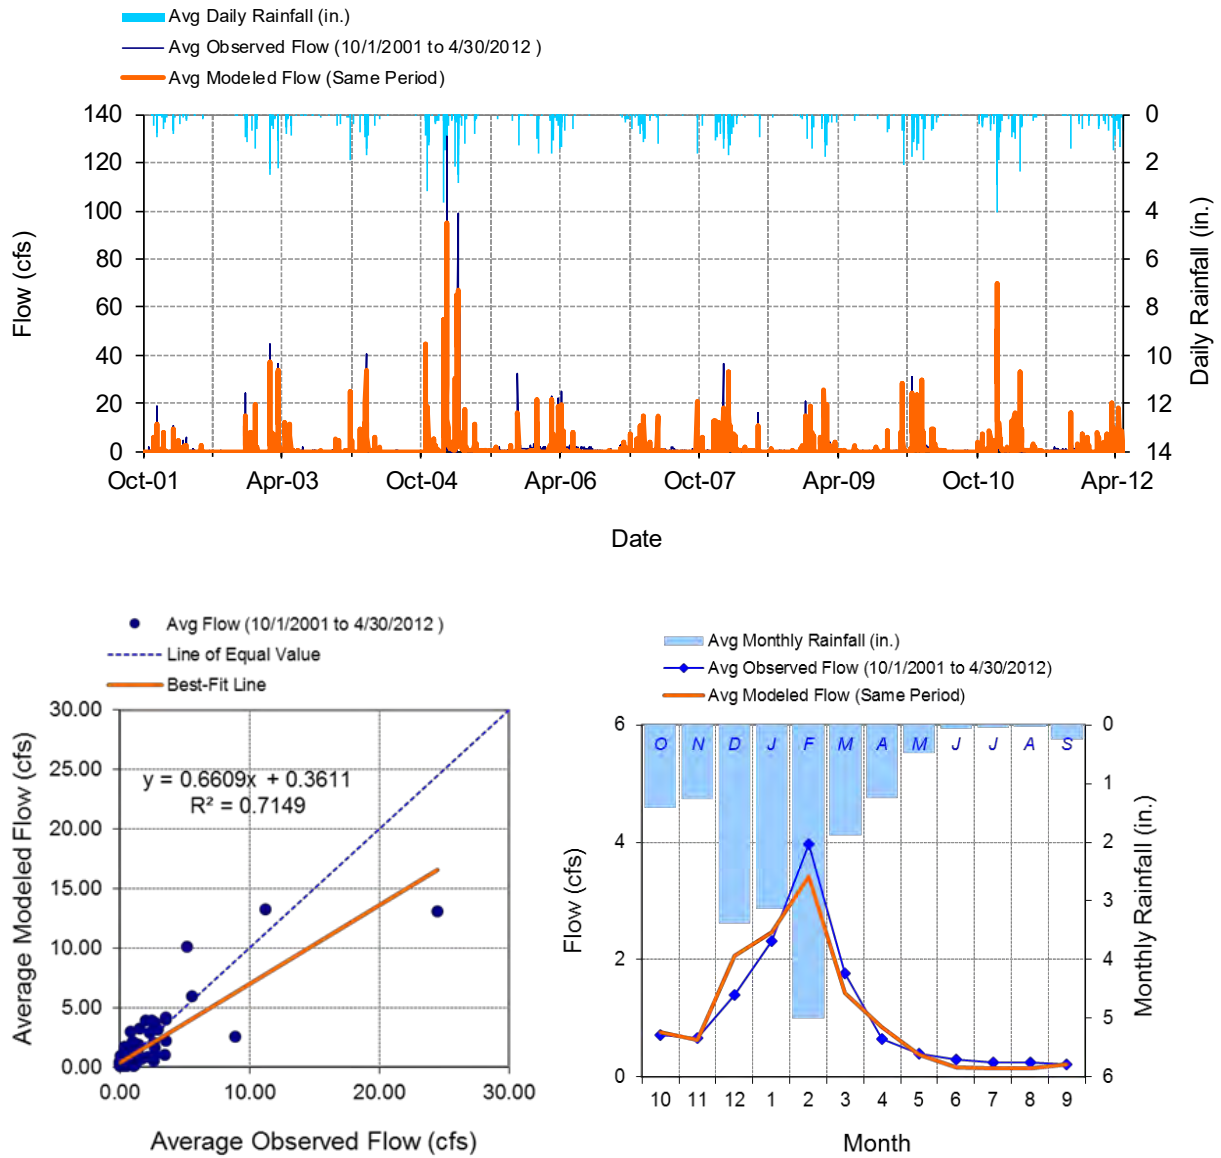 Avg Daily Rainfall (in.)
Avg Observed Flow (10/1/2001 to 4/30/2012 )
Avg Modeled Flow (Same Period)
140
120
100
80
60
40
20
0
Flow (cfs)
0
2
4
6
8
10
12
14
Daily Rainfall (in.)
Oct-01 Apr-03 Oct-04 Apr-06 Oct-07 Apr-09 Oct-10 Apr-12
Date
Avg Flow (10/1/2001 to 4/30/2012 )
Line of Equal Value
Best-Fit Line
30.00
25.00
20.00
15.00
10.00
5.00
0.00
Average Modeled Flow (cfs)
y = 0.6609x + 0.3611
R² = 0.7149
0.00 10.00 20.00 30.00
Average Observed Flow (cfs)
Avg Monthly Rainfall (in.)
Avg Observed Flow (10/1/2001 to 4/30/2012)
Avg Modeled Flow (Same Period)
6
4
2
0
Flow (cfs)
O N D J F M A M J J A S
0
1
2
3
4
5
6
Monthly Rainfall (in.)
10 11 12 1 2 3 4 5 6 7 8 9
Month